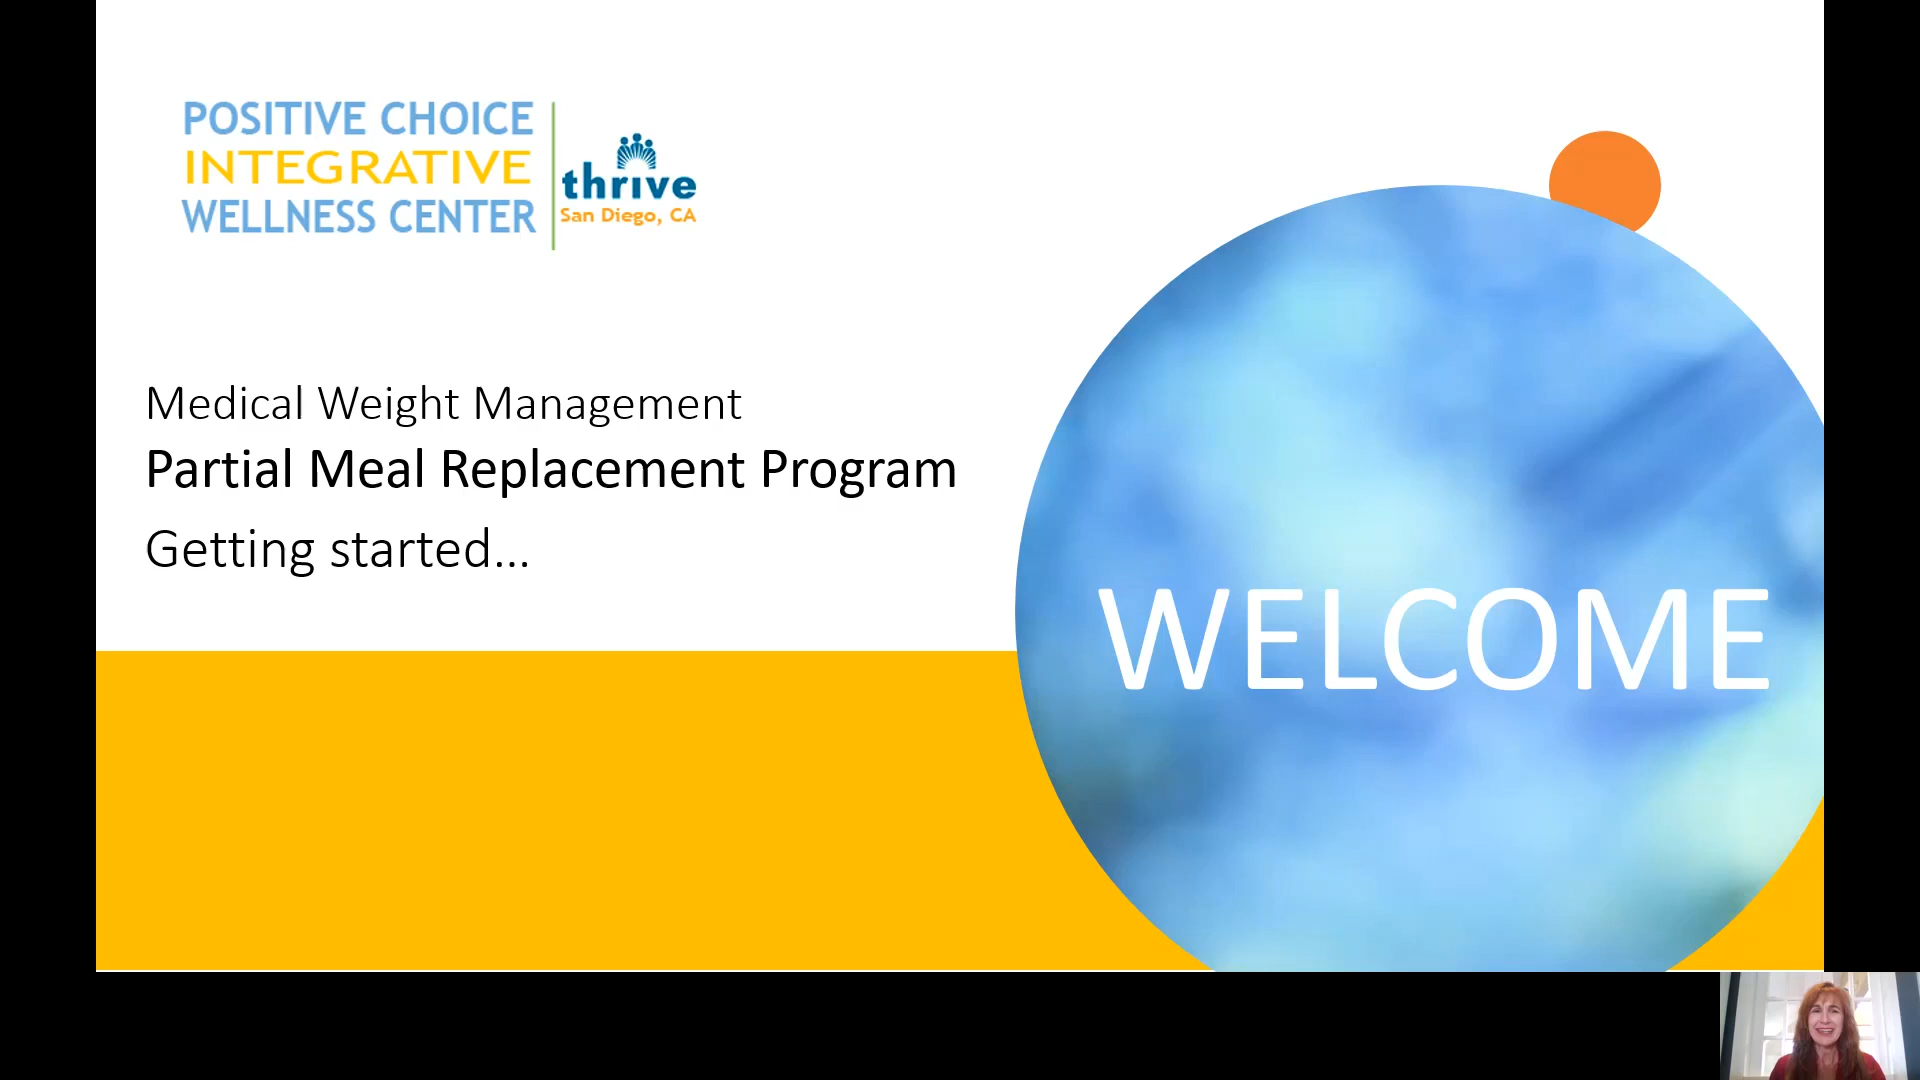 POSITIVE CHOICE
INTEGRATIVE
WELLNESS CENTER
thrive
San Diego, CA
Medical Weight Management
Partial Meal Replacement Program
Getting started...
WELCOME